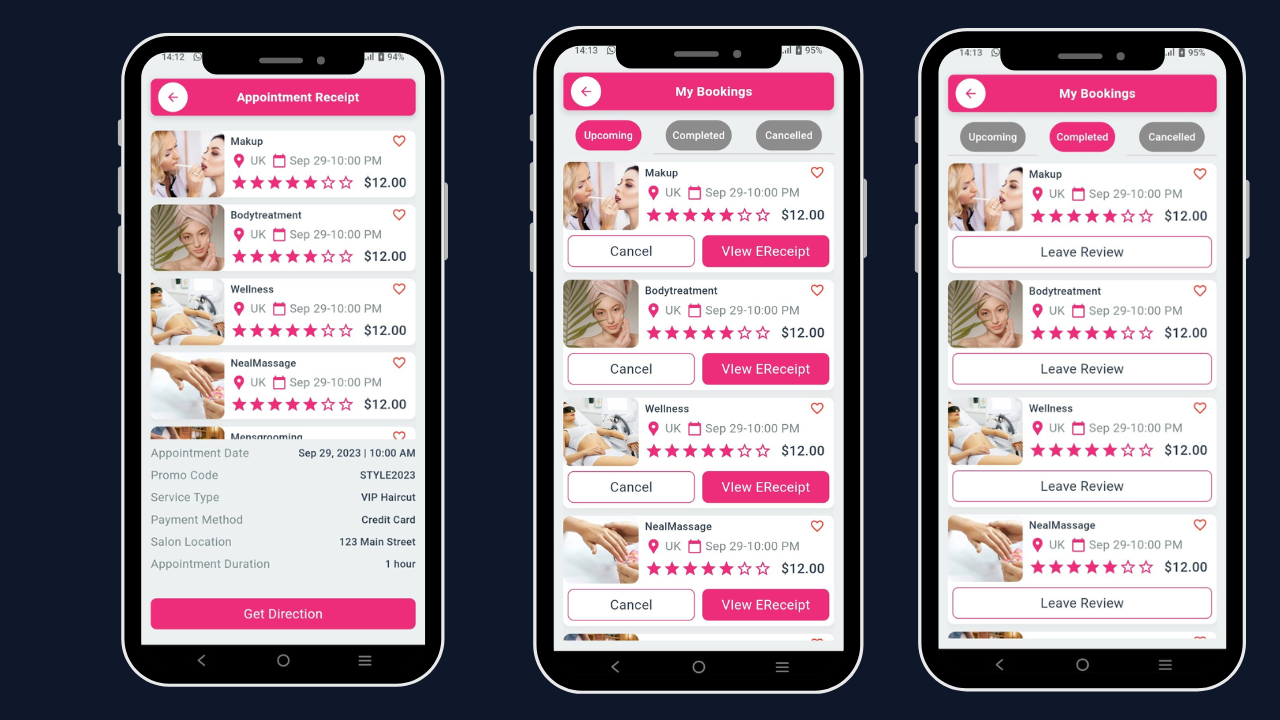 14:12
94%
Appointment Receipt
Makup
UK Sep 29-10:00 PM
$12.00
Bodytreatment
UK Sep 29-10:00 PM
$12.00
Wellness
UK Sep 29-10:00 PM
$12.00
NealMassage
UK Sep 29-10:00 PM
$12.00
Mensgrooming
Appointment Date Sep 29, 2023 | 10:00 AM
Promo Code STYLE2023
Service Type VIP Haircut
Payment Method Credit Card
Salon Location 123 Main Street
Appointment Duration 1 hour
Get Direction
14:13
95%
My Bookings
Upcoming Completed Cancelled
Makup
UK Sep 29-10:00 PM
$12.00
Cancel VIew EReceipt
Bodytreatment
UK Sep 29-10:00 PM
$12.00
Cancel VIew EReceipt
Wellness
UK Sep 29-10:00 PM
$12.00
Cancel VIew EReceipt
NealMassage
UK Sep 29-10:00 PM
$12.00
Cancel VIew EReceipt
14:13
95%
My Bookings
Upcoming Completed Cancelled
Makup
UK Sep 29-10:00 PM
$12.00
Leave Review
Bodytreatment
UK Sep 29-10:00 PM
$12.00
Leave Review
Wellness
UK Sep 29-10:00 PM
$12.00
Leave Review
NealMassage
UK Sep 29-10:00 PM
$12.00
Leave Review